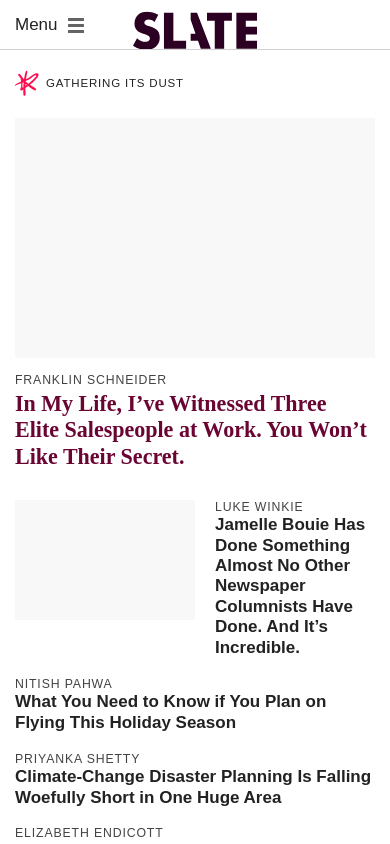 Menu
SLATE
GATHERING ITS DUST
FRANKLIN SCHNEIDER
In My Life, I’ve Witnessed Three
Elite Salespeople at Work. You Won’t
Like Their Secret.
LUKE WINKIE
Jamelle Bouie Has
Done Something
Almost No Other
Newspaper
Columnists Have
Done. And It’s
Incredible.
NITISH PAHWA
What You Need to Know if You Plan on
Flying This Holiday Season
PRIYANKA SHETTY
Climate-Change Disaster Planning Is Falling
Woefully Short in One Huge Area
ELIZABETH ENDICOTT